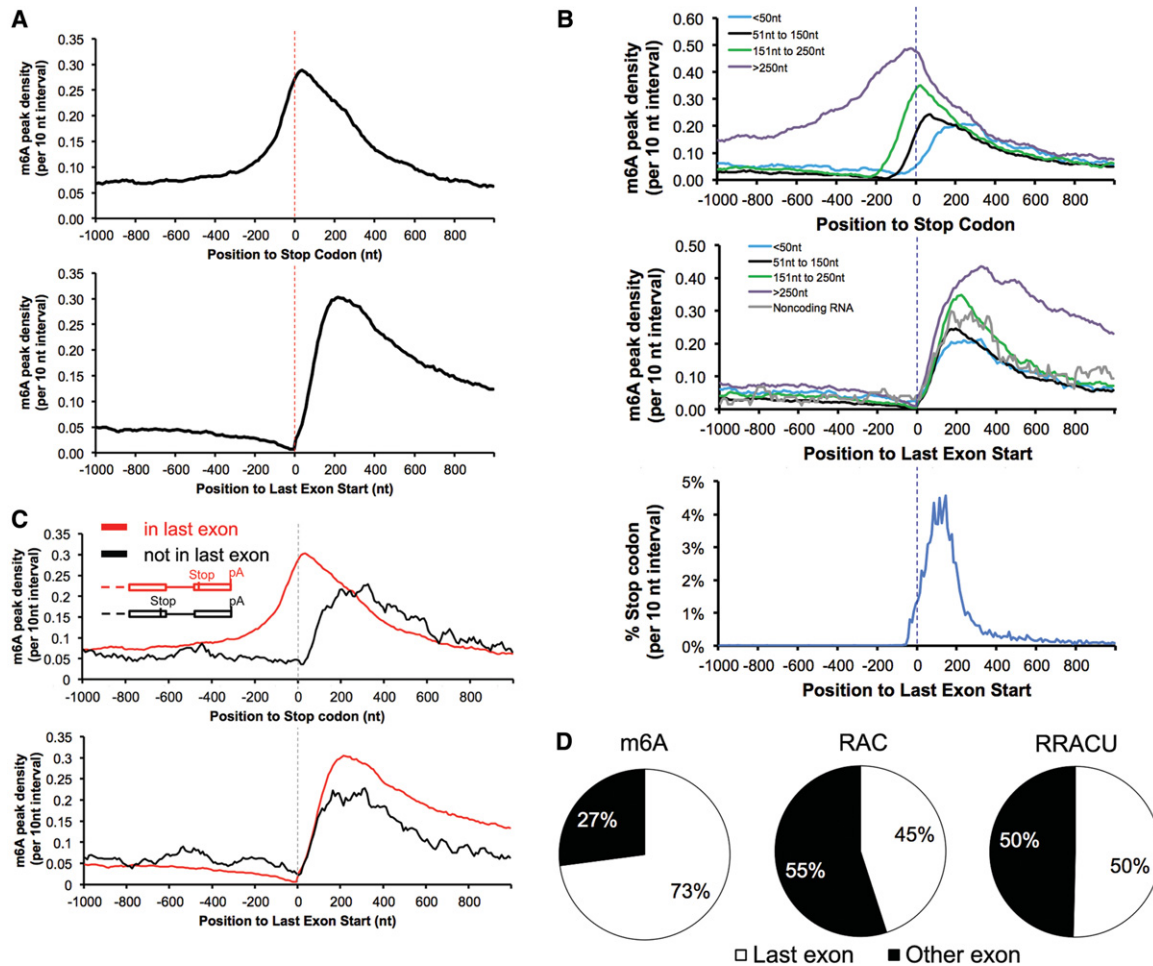 A
0.35
0.30
0.25
0.20
0.15
0.10
0.05
0.00
m6A peak density
(per 10 nt interval)
-1000 -800 -600 -400 -200 0 200 400 600 800
Position to Stop Codon (nt)
0.35
0.30
0.25
0.20
0.15
0.10
0.05
0.00
m6A peak density
(per 10 nt interval)
-1000 -800 -600 -400 -200 0 200 400 600 800
Position to Last Exon Start (nt)
B
<50nt
51nt to 150nt
151nt to 250nt
>250nt
0.60
0.50
0.40
0.30
0.20
0.10
0.00
m6A peak density
(per 10 nt interval)
-1000 -800 -600 -400 -200 0 200 400 600 800
Position to Stop Codon
<50nt
51nt to 150nt
151nt to 250nt
>250nt
Noncoding RNA
0.50
0.40
0.30
0.20
0.10
0.00
m6A peak density
(per 10 nt interval)
-1000 -800 -600 -400 -200 0 200 400 600 800
Position to Last Exon Start
5%
4%
3%
2%
1%
0%
% Stop codon
(per 10 nt interval)
-1000 -800 -600 -400 -200 0 200 400 600 800
Position to Last Exon Start
C
in last exon
not in last exon
Stop pA
Stop pA
0.35
0.3
0.25
0.2
0.15
0.1
0.05
0
m6A peak density
(per 10nt interval)
-1000 -800 -600 -400 -200 0 200 400 600 800
Position to Stop codon (nt)
0.35
0.3
0.25
0.2
0.15
0.1
0.05
0
m6A peak density
(per 10nt interval)
-1000 -800 -600 -400 -200 0 200 400 600 800
Position to Last Exon Start (nt)
D
m6A RAC RRACU
27% 73%
55% 45%
50% 50%
Last exon Other exon